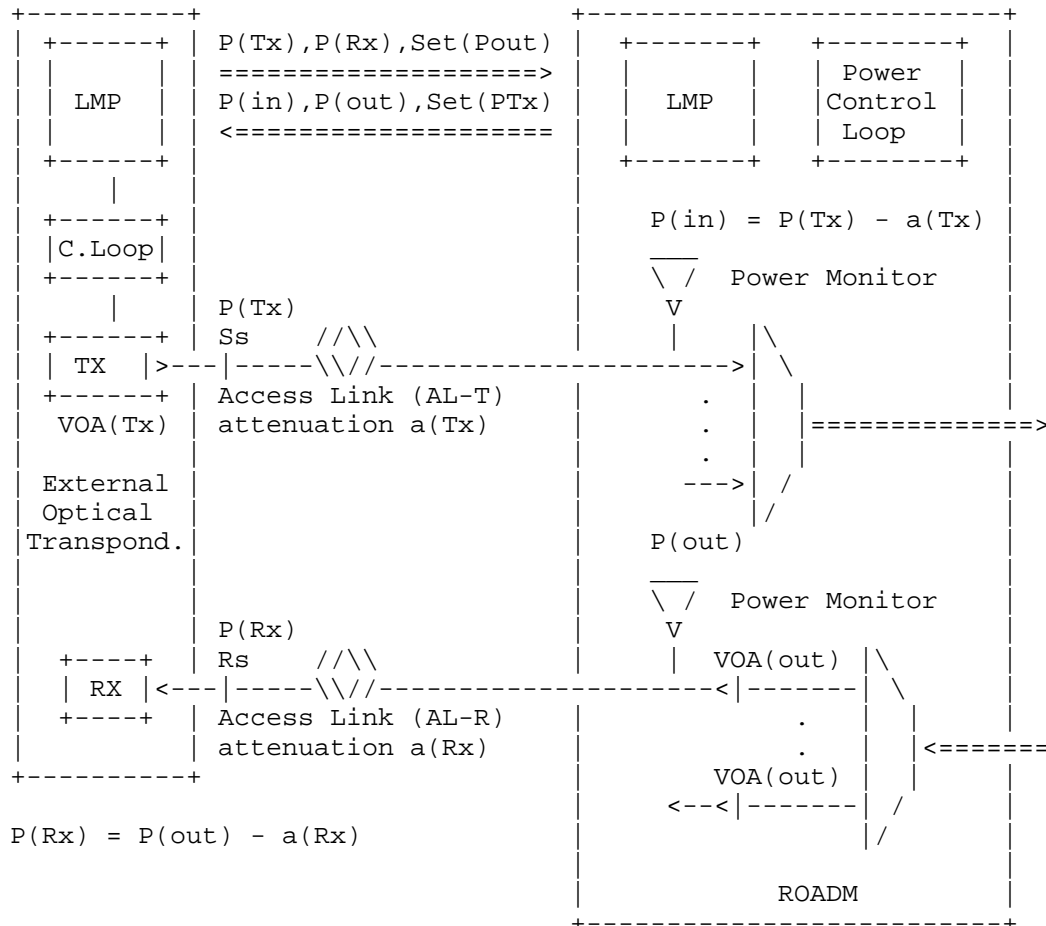 P(Tx),P(Rx),Set(Pout)
====================>
Power
LMP P(in),P(out),Set(PTx) LMP Control
<==================== Loop
P(in) = P(Tx) - a(Tx)
C.Loop
Power Monitor
P(Tx)
Ss
TX
Access Link (AL-T)
VOA(Tx) attenuation a(Tx)
External
Optical
Transpond. P(out)
Power Monitor
P(Rx)
Rs VOA(out)
RX
Access Link (AL-R)
attenuation a(Rx)
VOA(out)
P(Rx) = P(out) - a(Rx)
ROADM